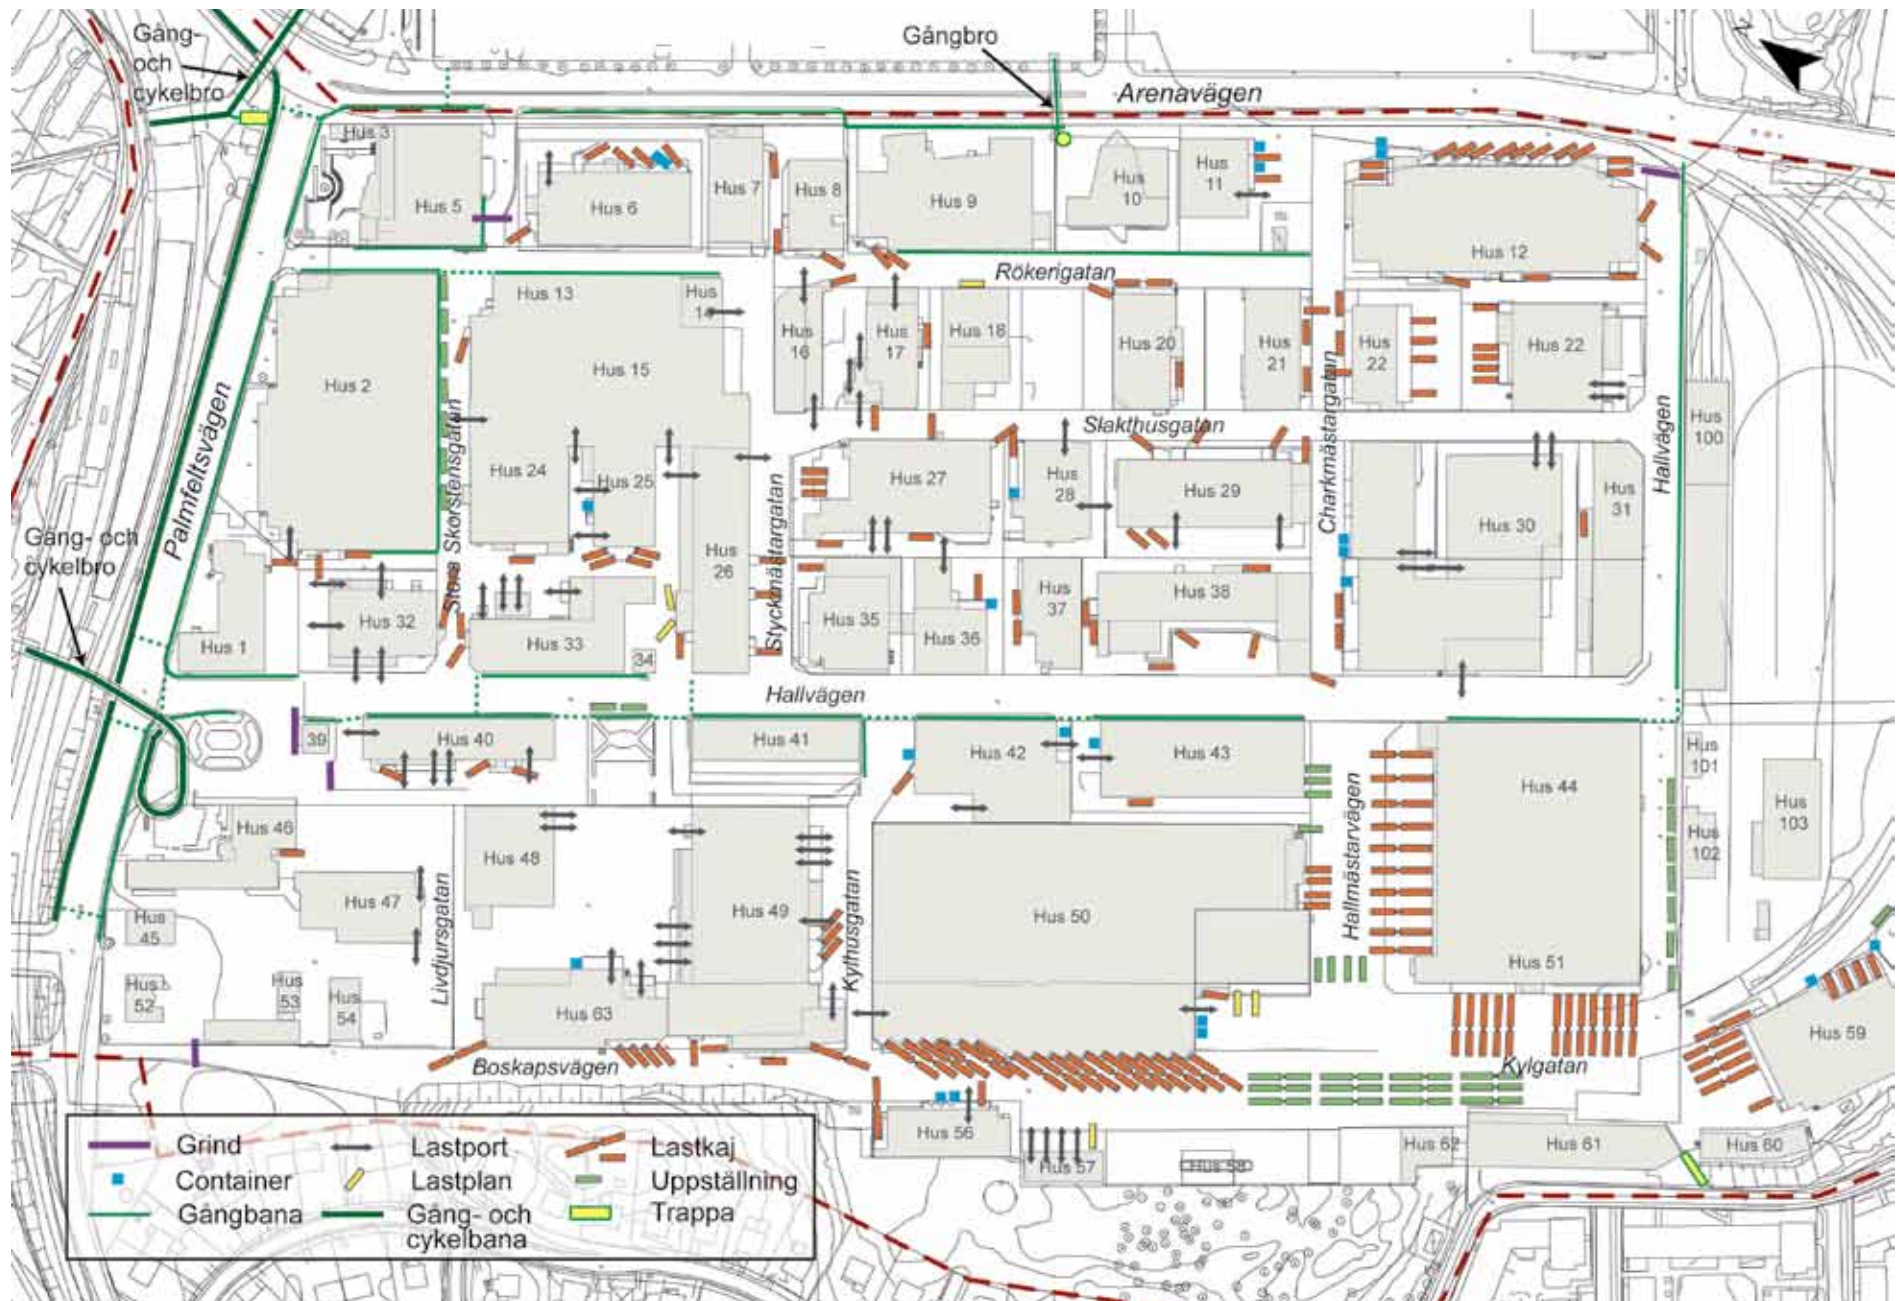 Gång-
och
cykelbro
Gångbro
Arenavägen
N
Hus 3
Hus 5
Hus 6
Hus 7
Hus 8
Hus 9
Hus
10
Hus
11
Hus 12
Rökerigatan
Hus 2
Hus 13
Hus
14
Hus 15
Hus
16
Hus
17
Hus 18
Hus 20
Hus
21
Hus
22
Hus 22
Palmfeltsvägen
Stora Skorstensgatan
Slakthusgatan
Charkmästargatan
Hallvägen
Hus
100
Hus 24
Hus 25
Hus
26
Styckmästargatan
Hus 27
Hus
28
Hus 29
Hus 30
Hus
31
Gång- och
cykelbro
Hus 1
Hus 32
Hus 33
34
Hus 35
Hus 36
Hus
37
Hus 38
Hallvägen
39
Hus 40
Hus 41
Hus 42
Hus 43
Hallmästarvägen
Hus 44
Hus
101
Hus
102
Hus
103
Hus 46
Hus 47
Livdjursgatan
Hus 48
Hus 49
Kylhusgatan
Hus 50
Hus 51
Hus
45
Hus
52
Hus
53
Hus
54
Hus 63
Boskapsvägen
Kylgatan
Hus 59
Hus 56
Hus 57
Hus 58
Hus 62
Hus 61
Hus 60
Grind
Lastport
Lastkaj
Container
Lastplan
Uppställning
Gångbana
Gång- och
cykelbana
Trappa